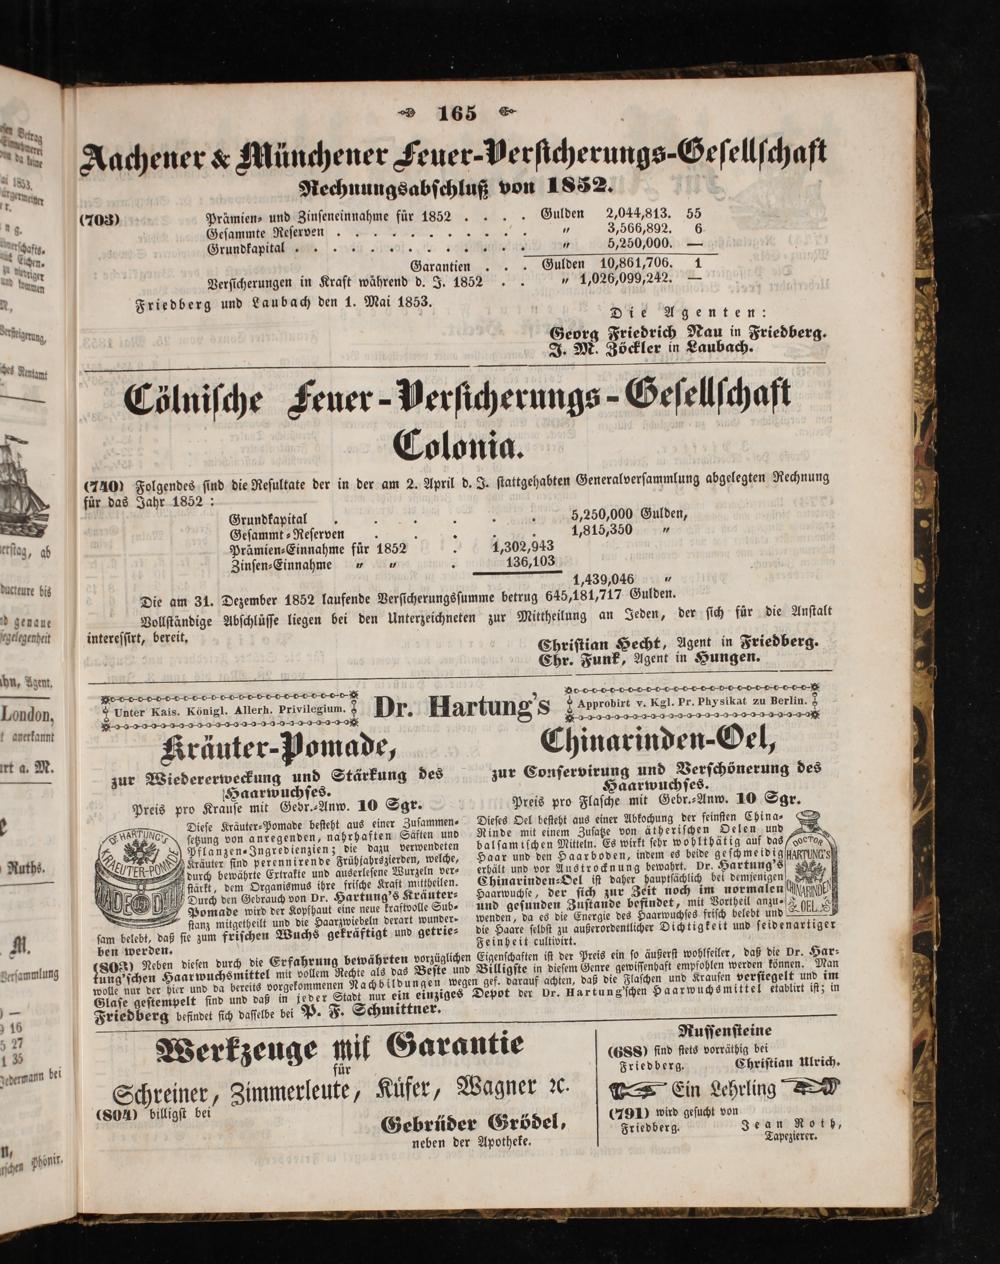 165
Aachener & Münchener Feuer-Versicherungs-Gesellschaft
Rechnungsabschluß von 1852.
(703) Prämien- und Zinseneinnahme für 1852 . . . . Gulden 2,044,813. 55
Gesammte Reserven . . . . . . . . . . „ 3,566,892. 6
Grundkapital . . . . . . . . . . . „ 5,250,000. —
Garantien . . . Gulden 10,861,706. 1
Versicherungen in Kraft während d. J. 1852 . . „ 1,026,099,242. —
Friedberg und Laubach den 1. Mai 1853.
Die Agenten:
Georg Friedrich Nau in Friedberg.
J. M. Zöckler in Laubach.
Cölnische Feuer-Versicherungs-Gesellschaft
Colonia.
(740) Folgendes sind die Resultate der in der am 2. April d. J. stattgehabten Generalversammlung abgelegten Rechnung
für das Jahr 1852 :
Grundkapital . . . . . 5,250,000 Gulden,
Gesammt-Reserven . . . . . 1,815,350 „
Prämien-Einnahme für 1852 . 1,302,943
Zinsen-Einnahme „ „ . 136,103
1,439,046 „
Die am 31. Dezember 1852 laufende Versicherungssumme betrug 645,181,717 Gulden.
Vollständige Abschlüsse liegen bei den Unterzeichneten zur Mittheilung an Jeden, der sich für die Anstalt
interessirt, bereit.
Christian Hecht, Agent in Friedberg.
Chr. Funk, Agent in Hungen.
Unter Kais. Königl. Allerh. Privilegium.
Dr. Hartung's
Approbirt v. Kgl. Pr. Physikat zu Berlin.
Kräuter-Pomade,
zur Wiedererweckung und Stärkung des
Haarwuchses.
Preis pro Krause mit Gebr.-Anw. 10 Sgr.
DR HARTUNG'S
KRAEUTER-POMADE
Diese Kräuter-Pomade besteht aus einer Zusammen-
setzung von anregenden, nahrhaften Säften und
Pflanzen-Ingredienzien; die dazu verwendeten
Kräuter sind perennirende Frühjahrszierden, welche,
durch bewährte Extrakte und auserlesene Wurzeln ver-
stärkt, dem Organismus ihre frische Kraft mittheilen.
Durch den Gebrauch von Dr. Hartung's Kräuter-
Pomade wird der Kopfhaut eine neue kraftvolle Sub-
stanz mitgetheilt und die Haarzwiebeln derart wunder-
sam belebt, daß sie zum frischen Wuchs gekräftigt und getrie-
ben werden.
Chinarinden-Oel,
zur Conservirung und Verschönerung des
Haarwuchses.
Preis pro Flasche mit Gebr.-Anw. 10 Sgr.
Dieses Oel besteht aus einer Abkochung der feinsten China-
Rinde mit einem Zusatze von ätherischen Oelen und
balsamischen Mitteln. Es wirkt sehr wohlthätig auf das
Haar und den Haarboden, indem es beide geschmeidig
erhält und vor Austrocknung bewahrt. Dr. Hartung's
Chinarinden-Oel ist daher hauptsächlich bei demjenigen
Haarwuchse, der sich zur Zeit noch im normalen
und gesunden Zustande befindet, mit Vortheil anzu-
wenden, da es die Energie des Haarwuchses frisch belebt und
die Haare selbst zu außerordentlicher Dichtigkeit und seidenartiger
Feinheit cultivirt.
DOCTOR
HARTUNG'S
CHINARINDEN
OEL
(803) Neben diesen durch die Erfahrung bewährten vorzüglichen Eigenschaften ist der Preis ein so äußerst wohlfeiler, daß die Dr. Har-
tung'schen Haarwuchsmittel mit vollem Rechte als das Beste und Billigste in diesem Genre gewissenhaft empfohlen werden können. Man
wolle nur der hier und da bereits vorgekommenen Nachbildungen wegen gef. darauf achten, daß die Flaschen und Krausen versiegelt und im
Glase gestempelt sind und daß in jeder Stadt nur ein einziges Depot der Dr. Hartung'schen Haarwuchsmittel etablirt ist; in
Friedberg befindet sich dasselbe bei P. F. Schmittner.
Werkzeuge mit Garantie
für
Schreiner, Zimmerleute, Küfer, Wagner ꝛc.
(804) billigst bei
Gebrüder Grödel,
neben der Apotheke.
Russensteine
(688) sind stets vorräthig bei
Friedberg. Christian Ulrich.
Ein Lehrling
(791) wird gesucht von
Friedberg. Jean Roth,
Tapezierer.